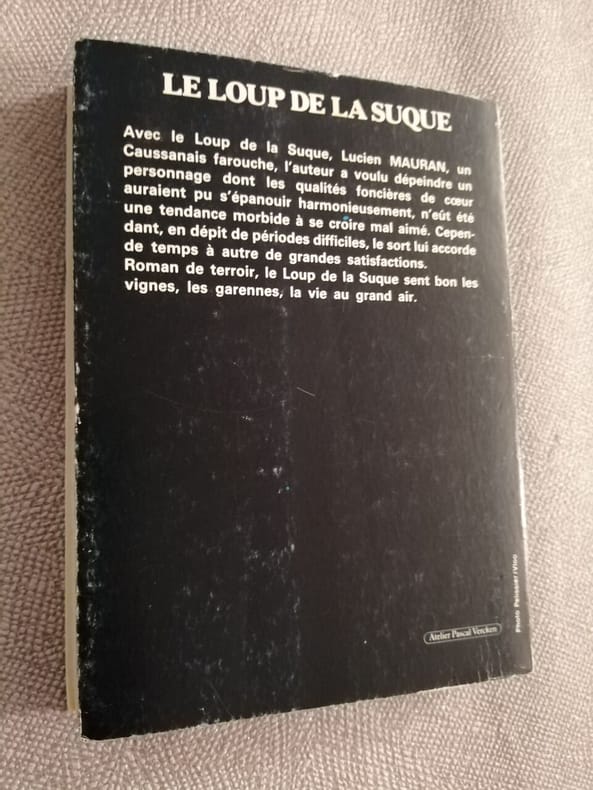 LE LOUP DE LA SUQUE
Avec le Loup de la Suque, Lucien MAURAN, un
Caussanais farouche, l'auteur a voulu dépeindre un
personnage dont les qualités foncières de cœur
auraient pu s'épanouir harmonieusement, n'eût été
une tendance morbide à se croire mal aimé. Cepen-
dant, en dépit de périodes difficiles, le sort lui accorde
de temps à autre de grandes satisfactions.
Roman de terroir, le Loup de la Suque sent bon les
vignes, les garennes, la vie au grand air.
Atelier Pascal Vercken
Photo Pelissier/Vloo